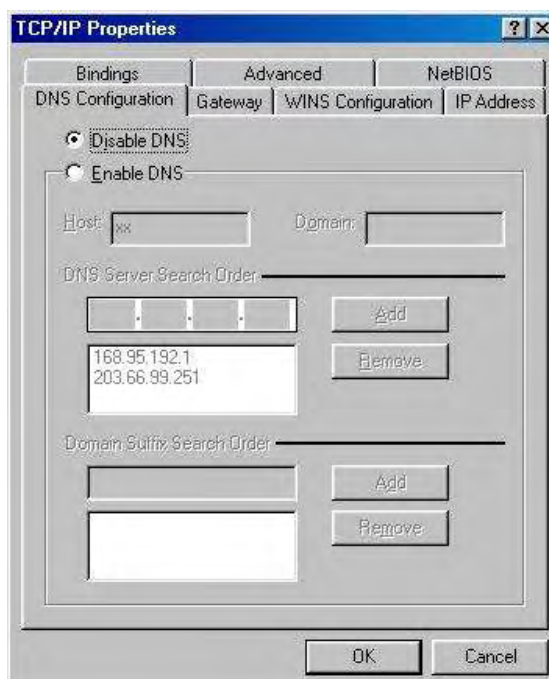 TCP/IP Properties
Bindings Advanced NetBIOS
DNS Configuration Gateway WINS Configuration IP Address
Disable DNS
Enable DNS
Host: xx Domain:
DNS Server Search Order
. . .
Add
168.95.192.1
203.66.99.251
Remove
Domain Suffix Search Order
Add
Remove
OK Cancel